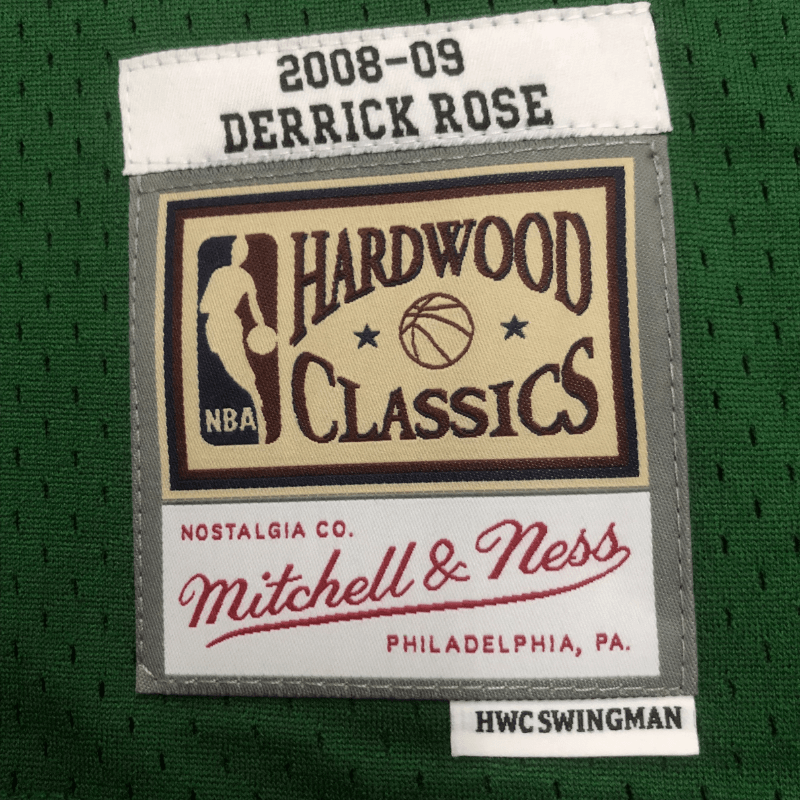 2008-09
DERRICK ROSE
HARDWOOD
CLASSICS
NBA
NOSTALGIA CO.
Mitchell & Ness
PHILADELPHIA, PA.
HWC SWINGMAN